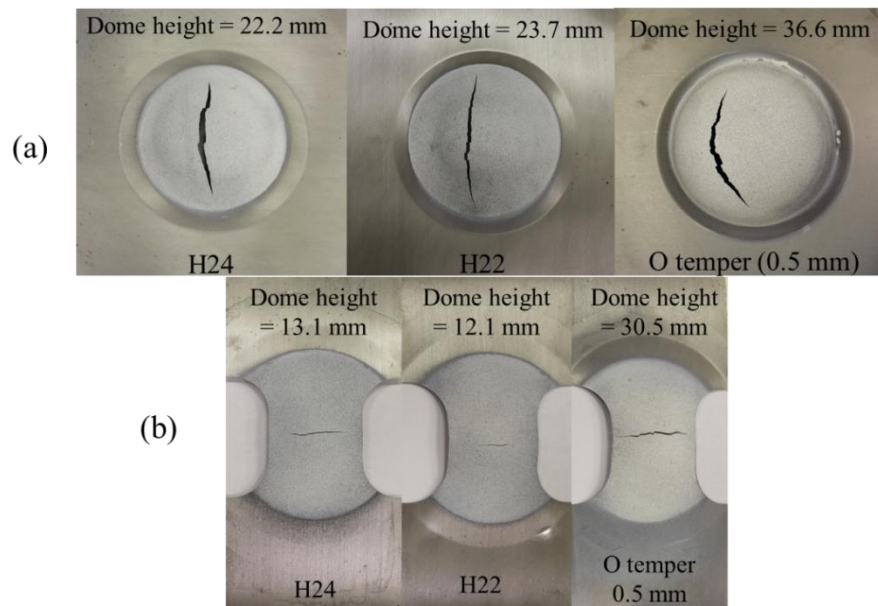 (a)
Dome height = 22.2 mm
Dome height = 23.7 mm
Dome height = 36.6 mm
H24
H22
O temper (0.5 mm)
(b)
Dome height
= 13.1 mm
Dome height
= 12.1 mm
Dome height
= 30.5 mm
H24
H22
O temper
0.5 mm